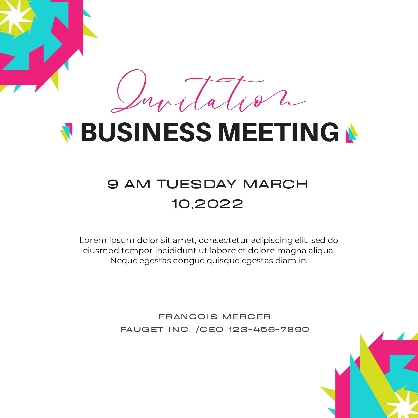 Invitation
BUSINESS MEETING
9 AM TUESDAY MARCH
10,2022
Lorem ipsum dolor sit amet, consectetur adipiscing elit, sed do
eiusmod tempor incididunt ut labore et dolore magna aliqua.
Neque egestas congue quisque egestas diam in.
FRANCOIS MERCER
FAUGET INC. /CEO 123-456-7890